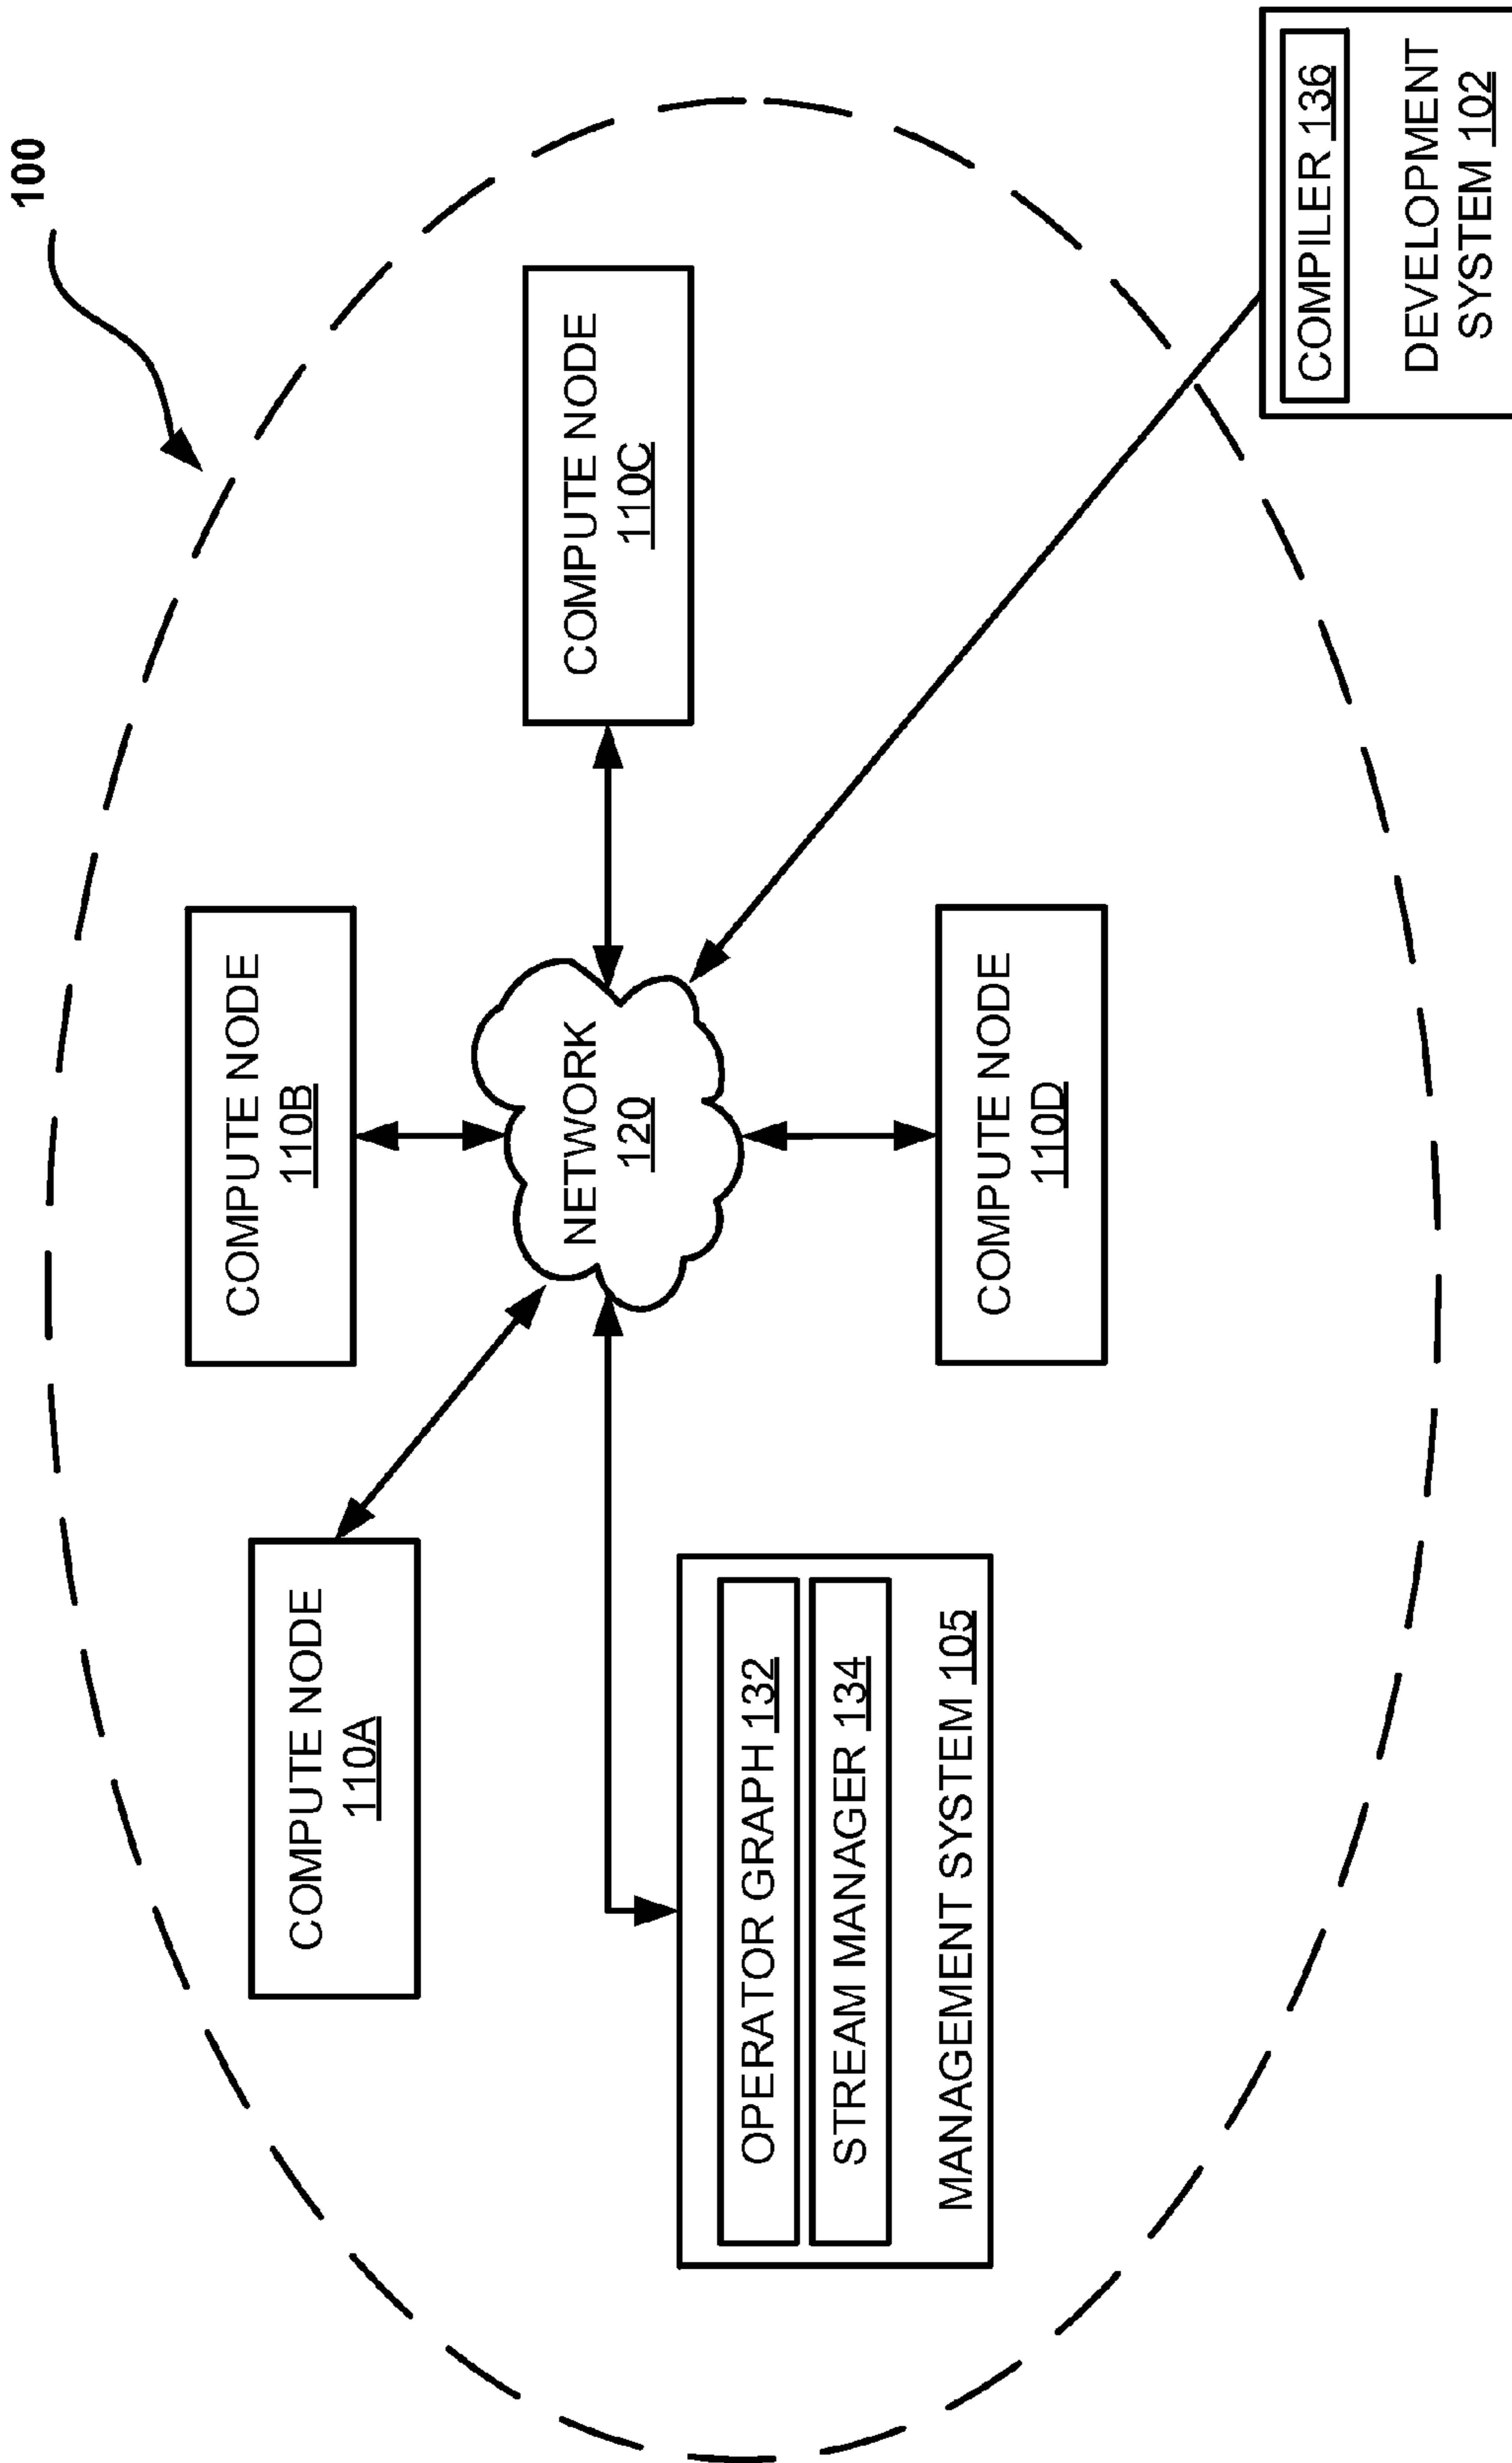 100
COMPUTE NODE
110B
COMPUTE NODE
110A
COMPUTE NODE
110C
NETWORK
120
OPERATOR GRAPH 132
STREAM MANAGER 134
MANAGEMENT SYSTEM 105
COMPUTE NODE
110D
COMPILER 136
DEVELOPMENT
SYSTEM 102